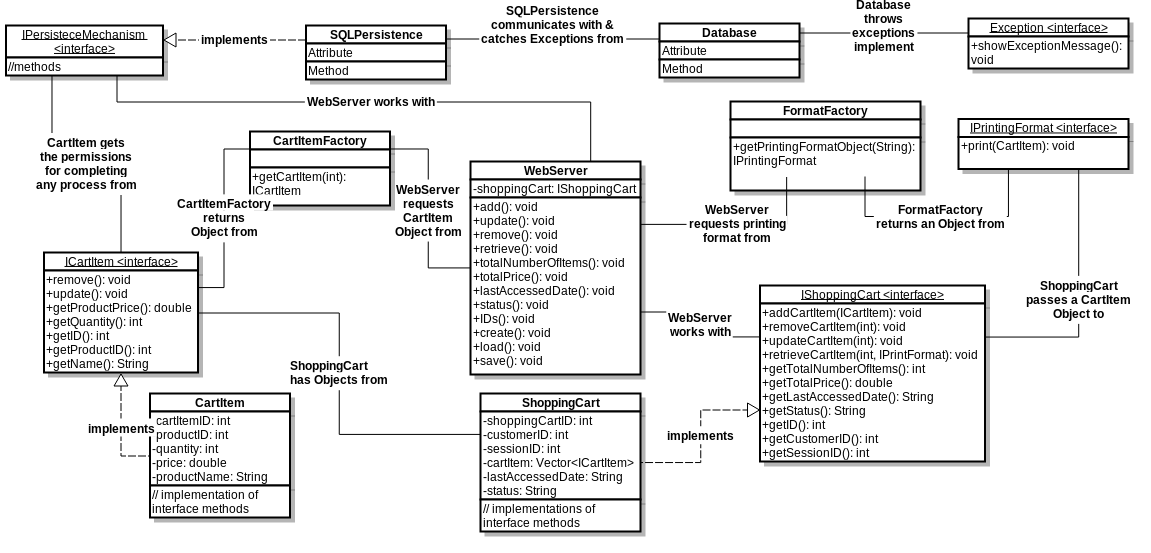 IPersisteceMechanism
<interface>
//methods
implements
SQLPersistence
Attribute
Method
SQLPersistence
communicates with &
catches Exceptions from
Database
Attribute
Method
Database
throws
exceptions
implement
Exception <interface>
+showExceptionMessage():
void
WebServer works with
CartItem gets
the permissions
for completing
any process from
CartItemFactory
+getCartItem(int):
ICartItem
CartItemFactory
returns
Object from
WebServer
requests
CartItem
Object from
WebServer
-shoppingCart: IShoppingCart
+add(): void
+update(): void
+remove(): void
+retrieve(): void
+totalNumberOfItems(): void
+totalPrice(): void
+lastAccessedDate(): void
+status(): void
+IDs(): void
+create(): void
+load(): void
+save(): void
FormatFactory
+getPrintingFormatObject(String):
IPrintingFormat
IPrintingFormat <interface>
+print(CartItem): void
WebServer
requests printing
format from
FormatFactory
returns an Object from
ICartItem <interface>
+remove(): void
+update(): void
+getProductPrice(): double
+getQuantity(): int
+getID(): int
+getProductID(): int
+getName(): String
ShoppingCart
passes a CartItem
Object to
WebServer
works with
IShoppingCart <interface>
+addCartItem(ICartItem): void
+removeCartItem(int): void
+updateCartItem(int): void
+retrieveCartItem(int, IPrintFormat): void
+getTotalNumberOfItems(): int
+getTotalPrice(): double
+getLastAccessedDate(): String
+getStatus(): String
+getID(): int
+getCustomerID(): int
+getSessionID(): int
ShoppingCart
has Objects from
implements
CartItem
cartItemID: int
productID: int
-quantity: int
-price: double
-productName: String
// implementation of
interface methods
ShoppingCart
-shoppingCartID: int
-customerID: int
-sessionID: int
-cartItem: Vector<ICartItem>
-lastAccessedDate: String
-status: String
// implementations of
interface methods
implements